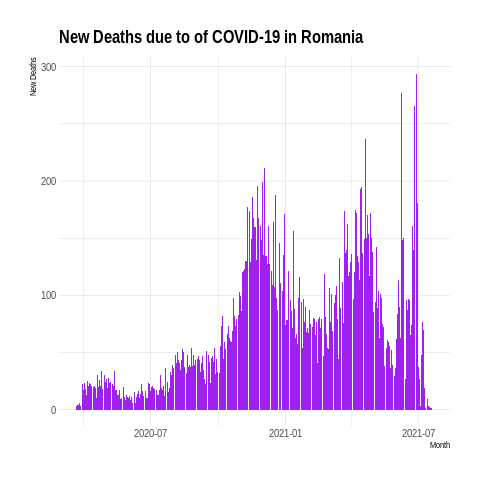 New Deaths due to of COVID-19 in Romania
New Deaths
300
200
100
0
2020-07
2021-01
2021-07
Month